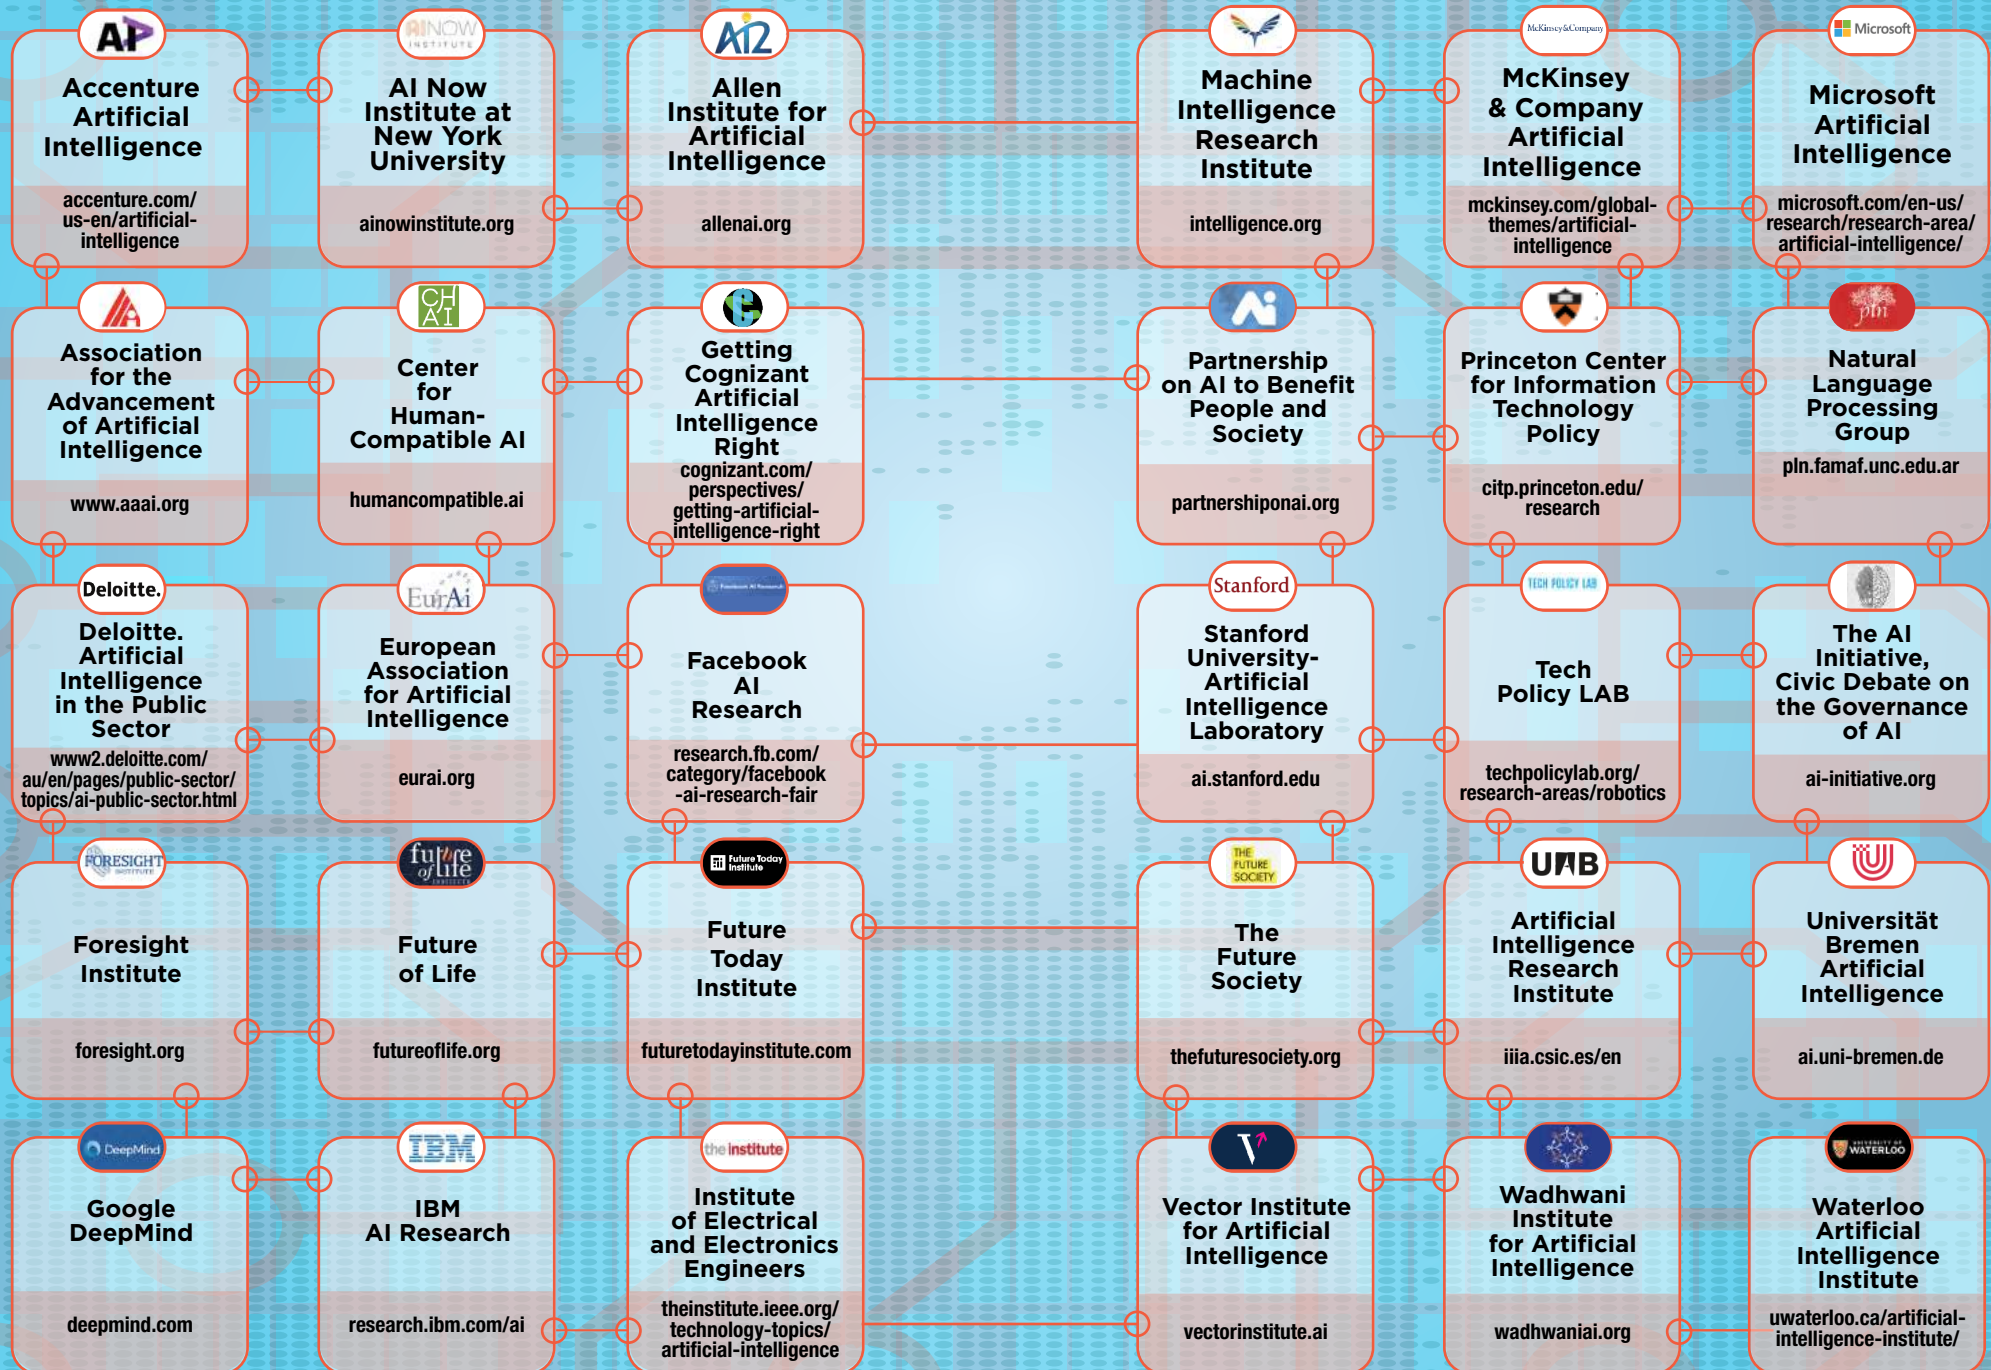 AINOW
INSTITUTE
Ai2
McKinsey&Company
Microsoft
Accenture
Artificial
Intelligence
accenture.com/
us-en/artificial-
intelligence
AI Now
Institute at
New York
University
ainowinstitute.org
Allen
Institute for
Artificial
Intelligence
allenai.org
Machine
Intelligence
Research
Institute
intelligence.org
McKinsey
& Company
Artificial
Intelligence
mckinsey.com/global-
themes/artificial-
intelligence
Microsoft
Artificial
Intelligence
microsoft.com/en-us/
research/research-area/
artificial-intelligence/
CH
AI
Ai
pln
Association
for the
Advancement
of Artificial
Intelligence
www.aaai.org
Center
for
Human-
Compatible AI
humancompatible.ai
Getting
Cognizant
Artificial
Intelligence
Right
cognizant.com/
perspectives/
getting-artificial-
intelligence-right
Partnership
on AI to Benefit
People and
Society
partnershiponai.org
Princeton Center
for Information
Technology
Policy
citp.princeton.edu/
research
Natural
Language
Processing
Group
pln.famaf.unc.edu.ar
Deloitte.
EurAi
Facebook AI Research
Stanford
TECH POLICY LAB
Deloitte.
Artificial
Intelligence
in the Public
Sector
www2.deloitte.com/
au/en/pages/public-sector/
topics/ai-public-sector.html
European
Association
for Artificial
Intelligence
eurai.org
Facebook
AI
Research
research.fb.com/
category/facebook
-ai-research-fair
Stanford
University-
Artificial
Intelligence
Laboratory
ai.stanford.edu
Tech
Policy LAB
techpolicylab.org/
research-areas/robotics
The AI
Initiative,
Civic Debate on
the Governance
of AI
ai-initiative.org
FORESIGHT
INSTITUTE
future
of life
INSTITUTE
Future Today
Institute
THE
FUTURE
SOCIETY
UAB
Foresight
Institute
foresight.org
Future
of Life
futureoflife.org
Future
Today
Institute
futuretodayinstitute.com
The
Future
Society
thefuturesociety.org
Artificial
Intelligence
Research
Institute
iiia.csic.es/en
Universität
Bremen
Artificial
Intelligence
ai.uni-bremen.de
DeepMind
IBM
the institute
V
UNIVERSITY OF
WATERLOO
Google
DeepMind
deepmind.com
IBM
AI Research
research.ibm.com/ai
Institute
of Electrical
and Electronics
Engineers
theinstitute.ieee.org/
technology-topics/
artificial-intelligence
Vector Institute
for Artificial
Intelligence
vectorinstitute.ai
Wadhwani
Institute
for Artificial
Intelligence
wadhwaniai.org
Waterloo
Artificial
Intelligence
Institute
uwaterloo.ca/artificial-
intelligence-institute/